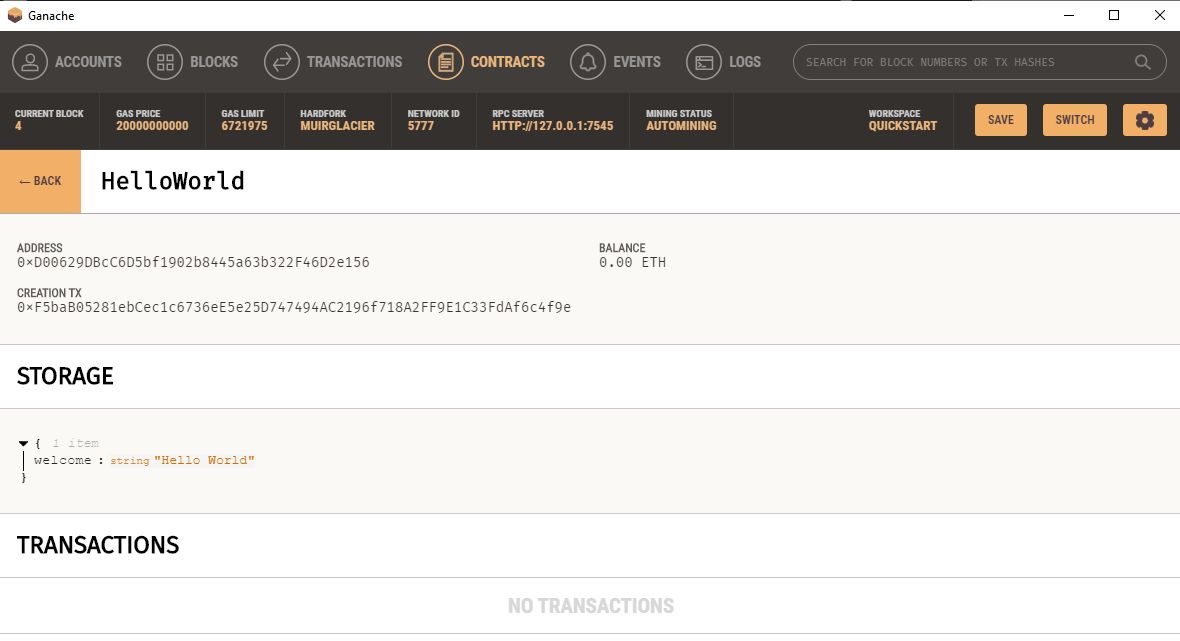 Ganache
ACCOUNTS BLOCKS TRANSACTIONS CONTRACTS EVENTS LOGS SEARCH FOR BLOCK NUMBERS OR TX HASHES
CURRENT BLOCK GAS PRICE GAS LIMIT HARDFORK NETWORK ID RPC SERVER MINING STATUS WORKSPACE
4 20000000000 6721975 MUIRGLACIER 5777 HTTP://127.0.0.1:7545 AUTOMINING QUICKSTART SAVE SWITCH
← BACK HelloWorld
ADDRESS BALANCE
0×D00629DBcC6D5bf1902b8445a63b322F46D2e156 0.00 ETH
CREATION TX
0×F5baB05281ebCec1c6736eE5e25D747494AC2196f718A2FF9E1C33FdAf6c4f9e
STORAGE
{ 1 item
welcome : string "Hello World"
}
TRANSACTIONS
NO TRANSACTIONS